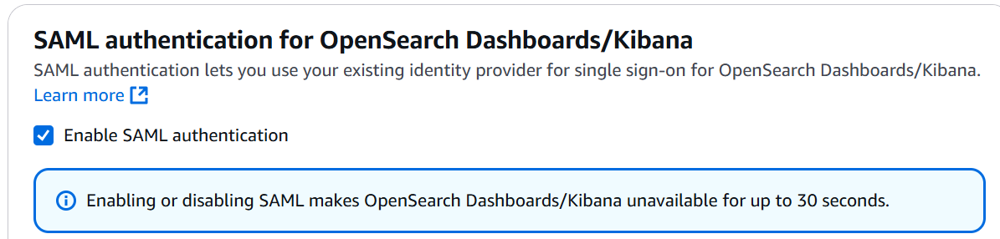 SAML authentication for OpenSearch Dashboards/Kibana
SAML authentication lets you use your existing identity provider for single sign-on for OpenSearch Dashboards/Kibana.
Learn more
Enable SAML authentication
Enabling or disabling SAML makes OpenSearch Dashboards/Kibana unavailable for up to 30 seconds.